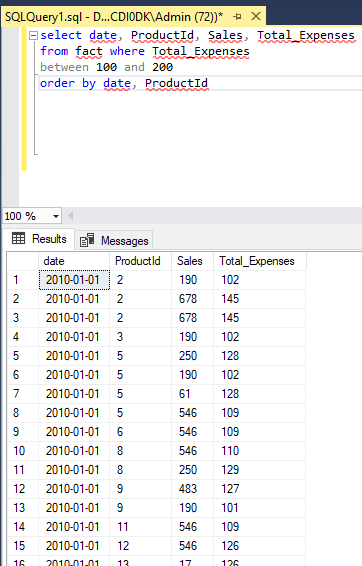 SQLQuery1.sql - D...CDI0DK\Admin (72))*
select date, ProductId, Sales, Total_Expenses
from fact where Total_Expenses
between 100 and 200
order by date, ProductId
100 %
Results Messages
date ProductId Sales Total_Expenses
1 2010-01-01 2 190 102
2 2010-01-01 2 678 145
3 2010-01-01 2 678 145
4 2010-01-01 3 190 102
5 2010-01-01 5 250 128
6 2010-01-01 5 190 102
7 2010-01-01 5 61 128
8 2010-01-01 5 546 109
9 2010-01-01 6 546 109
10 2010-01-01 8 546 110
11 2010-01-01 8 250 129
12 2010-01-01 9 483 127
13 2010-01-01 9 190 101
14 2010-01-01 11 546 109
15 2010-01-01 12 546 126
16 2010-01-01 13 17 126